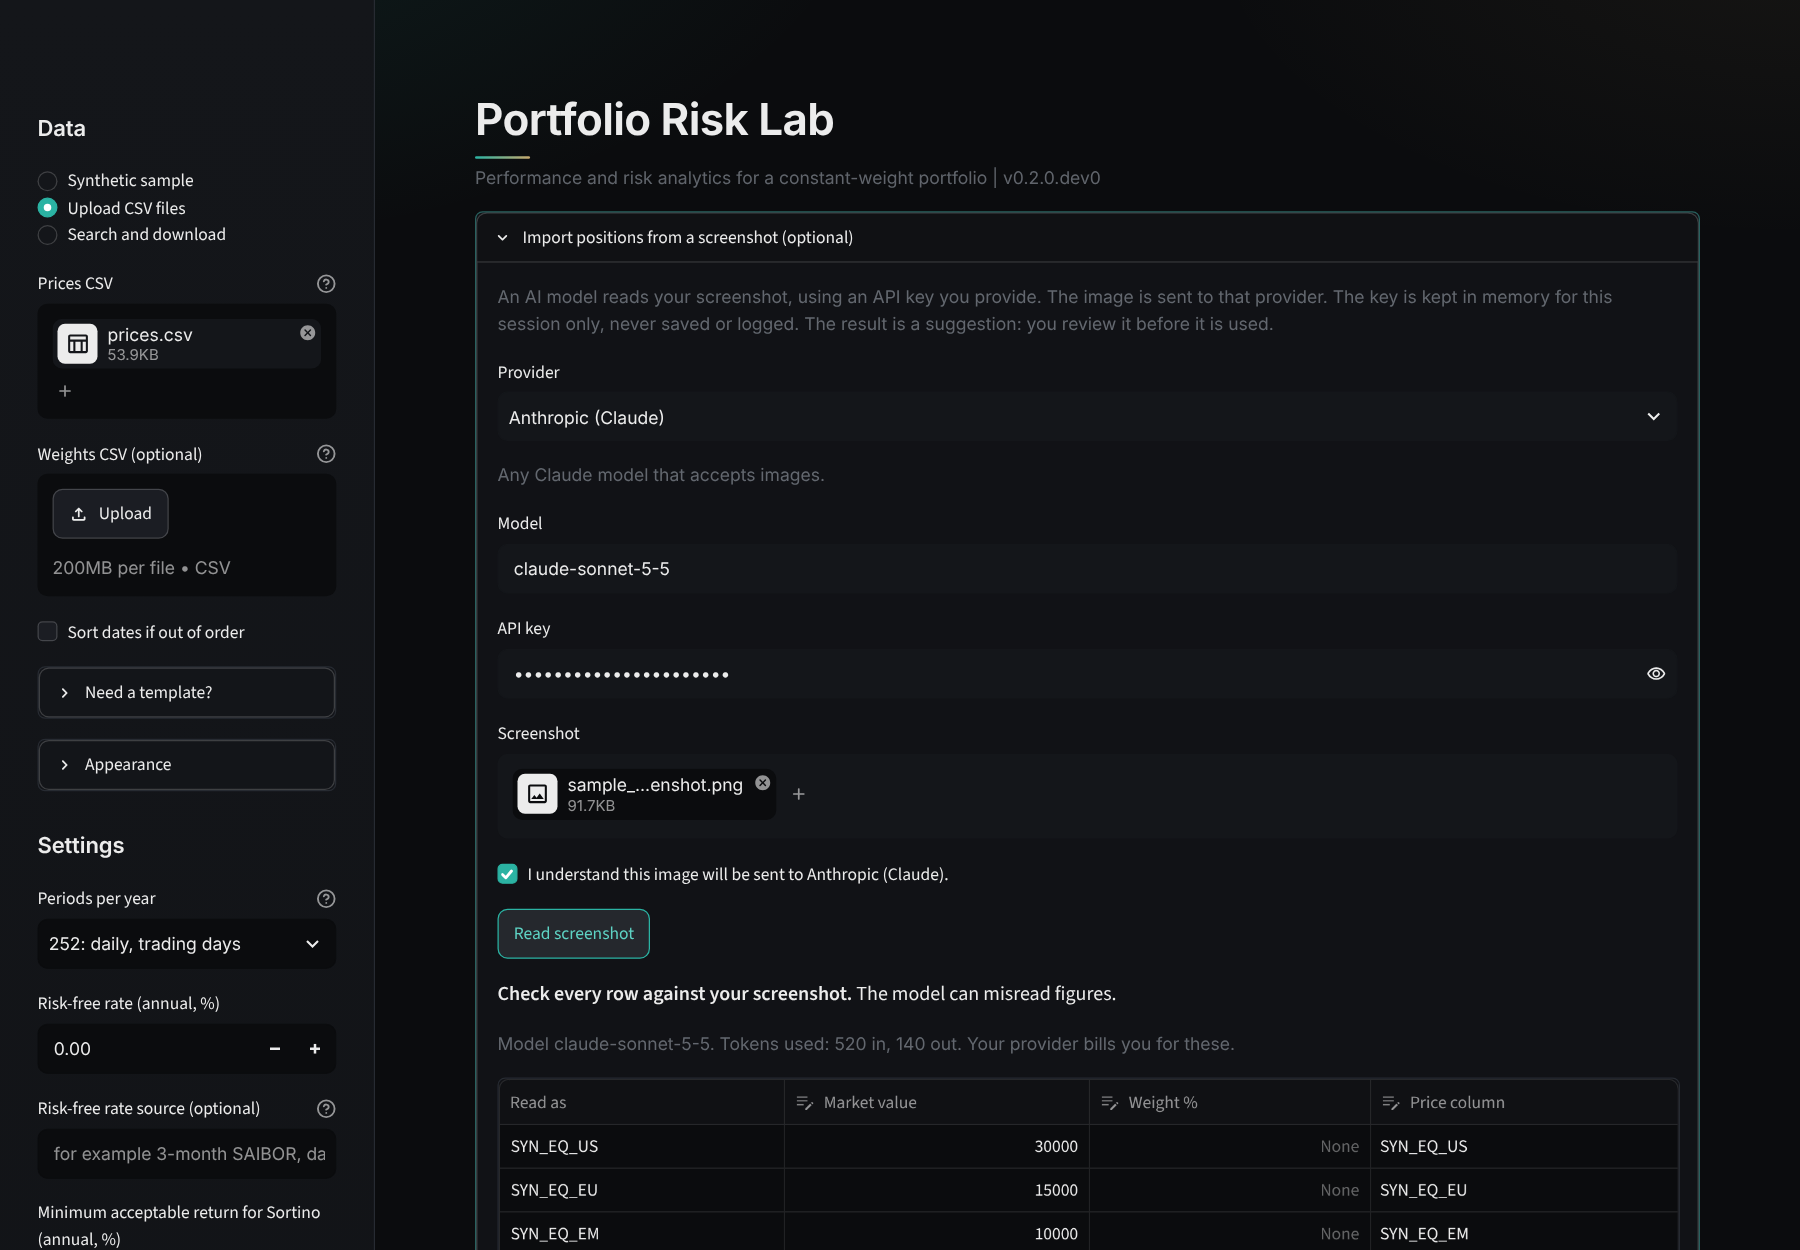 Data
Synthetic sample
Upload CSV files
Search and download
Prices CSV
prices.csv
53.9KB
Weights CSV (optional)
Upload
200MB per file • CSV
Sort dates if out of order
Need a template?
Appearance
Settings
Periods per year
252: daily, trading days
Risk-free rate (annual, %)
0.00
Risk-free rate source (optional)
for example 3-month SAIBOR, da
Minimum acceptable return for Sortino
(annual, %)
Portfolio Risk Lab
Performance and risk analytics for a constant-weight portfolio | v0.2.0.dev0
Import positions from a screenshot (optional)
An AI model reads your screenshot, using an API key you provide. The image is sent to that provider. The key is kept in memory for this
session only, never saved or logged. The result is a suggestion: you review it before it is used.
Provider
Anthropic (Claude)
Any Claude model that accepts images.
Model
claude-sonnet-5-5
API key
••••••••••••••••••••••
Screenshot
sample_...enshot.png
91.7KB
I understand this image will be sent to Anthropic (Claude).
Read screenshot
Check every row against your screenshot. The model can misread figures.
Model claude-sonnet-5-5. Tokens used: 520 in, 140 out. Your provider bills you for these.
Read as Market value Weight % Price column
SYN_EQ_US 30000 None SYN_EQ_US
SYN_EQ_EU 15000 None SYN_EQ_EU
SYN_EQ_EM 10000 None SYN_EQ_EM